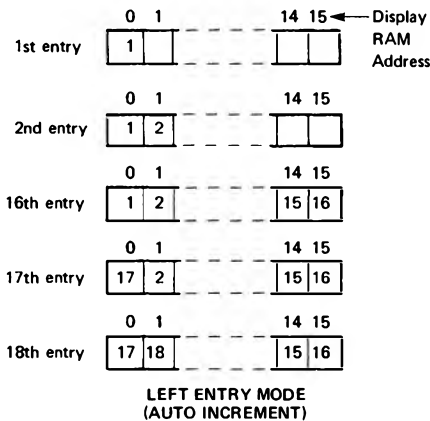 0 1 14 15 Display
RAM
Address
1st entry 1
0 1 14 15
2nd entry 1 2
0 1 14 15
16th entry 1 2 15 16
0 1 14 15
17th entry 17 2 15 16
0 1 14 15
18th entry 17 18 15 16
LEFT ENTRY MODE
(AUTO INCREMENT)